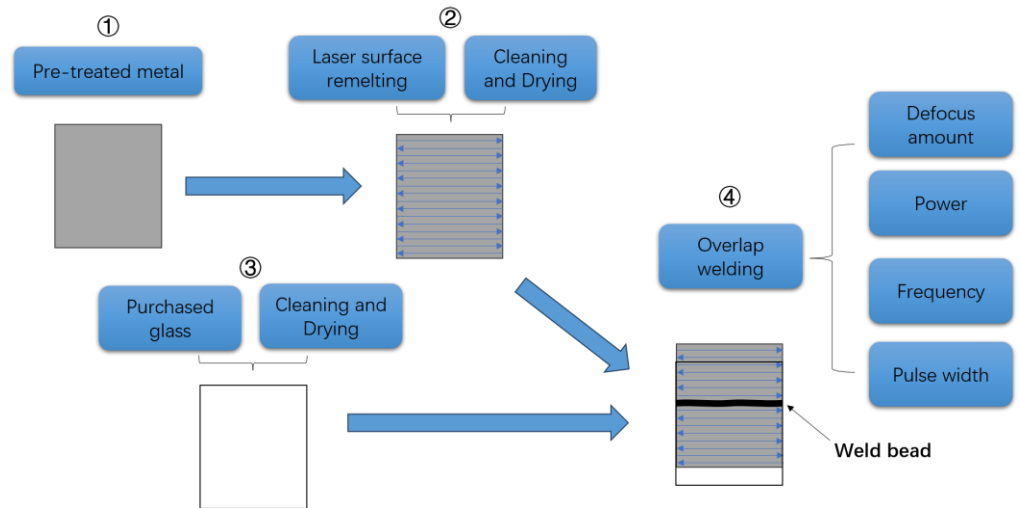 ①
Pre-treated metal
②
Laser surface
remelting
Cleaning
and Drying
③
Purchased
glass
Cleaning and
Drying
④
Overlap
welding
Defocus
amount
Power
Frequency
Pulse width
Weld bead